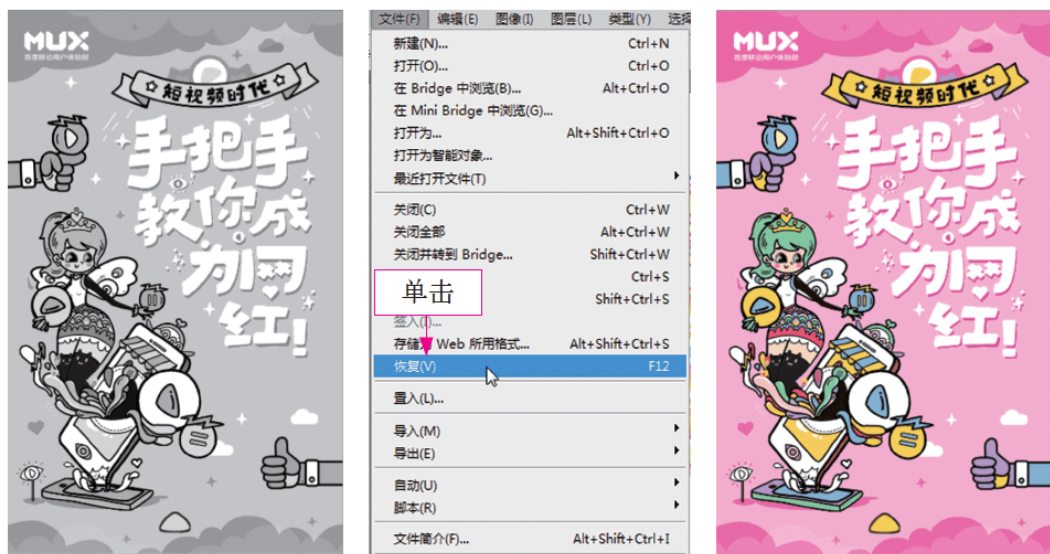 MUX
百度移动用户体验部
短视频时代
手把手
教你成
为网
红!
文件(F) 编辑(E) 图像(I) 图层(L) 类型(Y) 选择
新建(N)... Ctrl+N
打开(O)... Ctrl+O
在 Bridge 中浏览(B)... Alt+Ctrl+O
在 Mini Bridge 中浏览(G)...
打开为... Alt+Shift+Ctrl+O
打开为智能对象...
最近打开文件(T)
关闭(C) Ctrl+W
关闭全部 Alt+Ctrl+W
关闭并转到 Bridge... Shift+Ctrl+W
Ctrl+S
单击
Shift+Ctrl+S
签入(I)...
存储为 Web 所用格式... Alt+Shift+Ctrl+S
恢复(V) F12
置入(L)...
导入(M)
导出(E)
自动(U)
脚本(R)
文件简介(F)... Alt+Shift+Ctrl+I
MUX
百度移动用户体验部
短视频时代
手把手
教你成
为网
红!